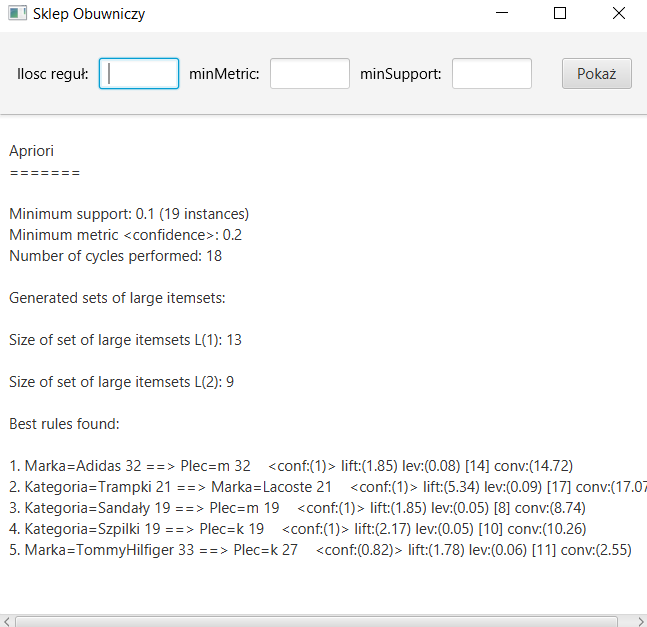 Sklep Obuwniczy
Ilosc reguł: minMetric: minSupport: Pokaż
Apriori
=======
Minimum support: 0.1 (19 instances)
Minimum metric <confidence>: 0.2
Number of cycles performed: 18
Generated sets of large itemsets:
Size of set of large itemsets L(1): 13
Size of set of large itemsets L(2): 9
Best rules found:
1. Marka=Adidas 32 ==> Plec=m 32 <conf:(1)> lift:(1.85) lev:(0.08) [14] conv:(14.72)
2. Kategoria=Trampki 21 ==> Marka=Lacoste 21 <conf:(1)> lift:(5.34) lev:(0.09) [17] conv:(17.07
3. Kategoria=Sandały 19 ==> Plec=m 19 <conf:(1)> lift:(1.85) lev:(0.05) [8] conv:(8.74)
4. Kategoria=Szpilki 19 ==> Plec=k 19 <conf:(1)> lift:(2.17) lev:(0.05) [10] conv:(10.26)
5. Marka=TommyHilfiger 33 ==> Plec=k 27 <conf:(0.82)> lift:(1.78) lev:(0.06) [11] conv:(2.55)